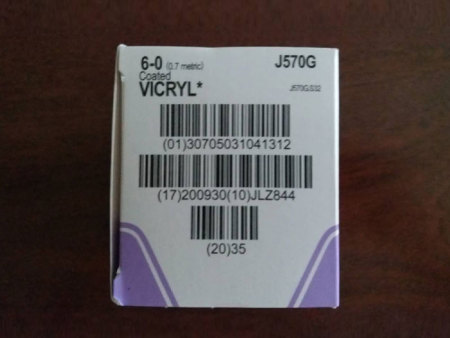 6-0 (0.7 metric) J570G
Coated
VICRYL* J570G.S32
(01)30705031041312
(17)200930(10)JLZ844
(20)35